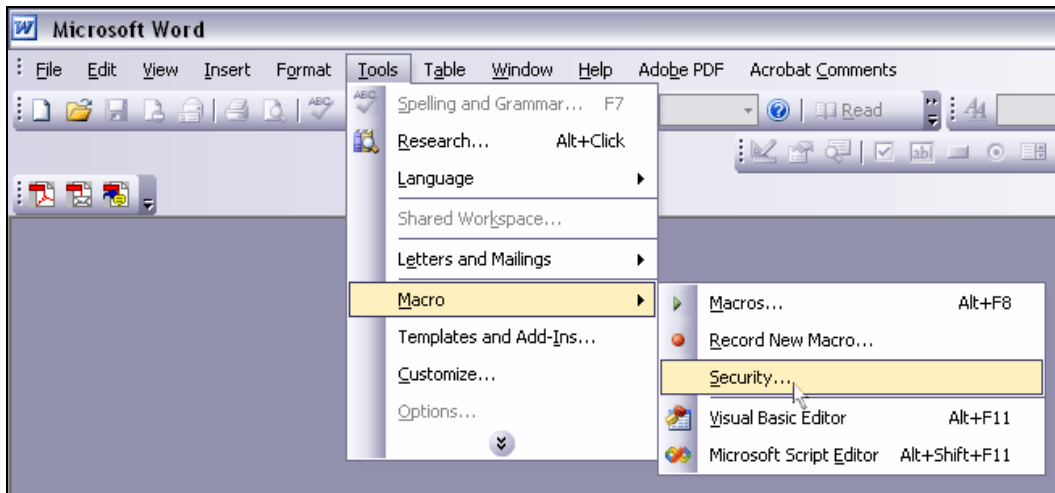 Microsoft Word
File Edit View Insert Format Tools Table Window Help Adobe PDF Acrobat Comments
ABC Read
ABC Spelling and Grammar... F7
Research... Alt+Click
Language
Shared Workspace...
Letters and Mailings
Macro
Templates and Add-Ins...
Customize...
Options...
Macros... Alt+F8
Record New Macro...
Security...
Visual Basic Editor Alt+F11
Microsoft Script Editor Alt+Shift+F11